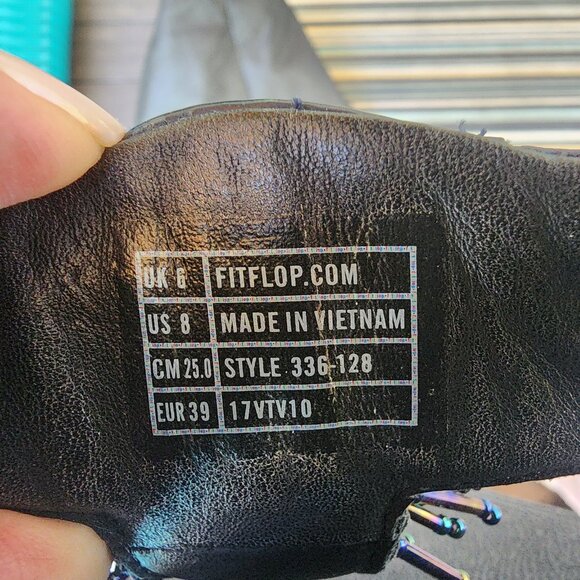 UK 6 FITFLOP.COM
US 8 MADE IN VIETNAM
CM 25.0 STYLE 336-128
EUR 39 17VTV10